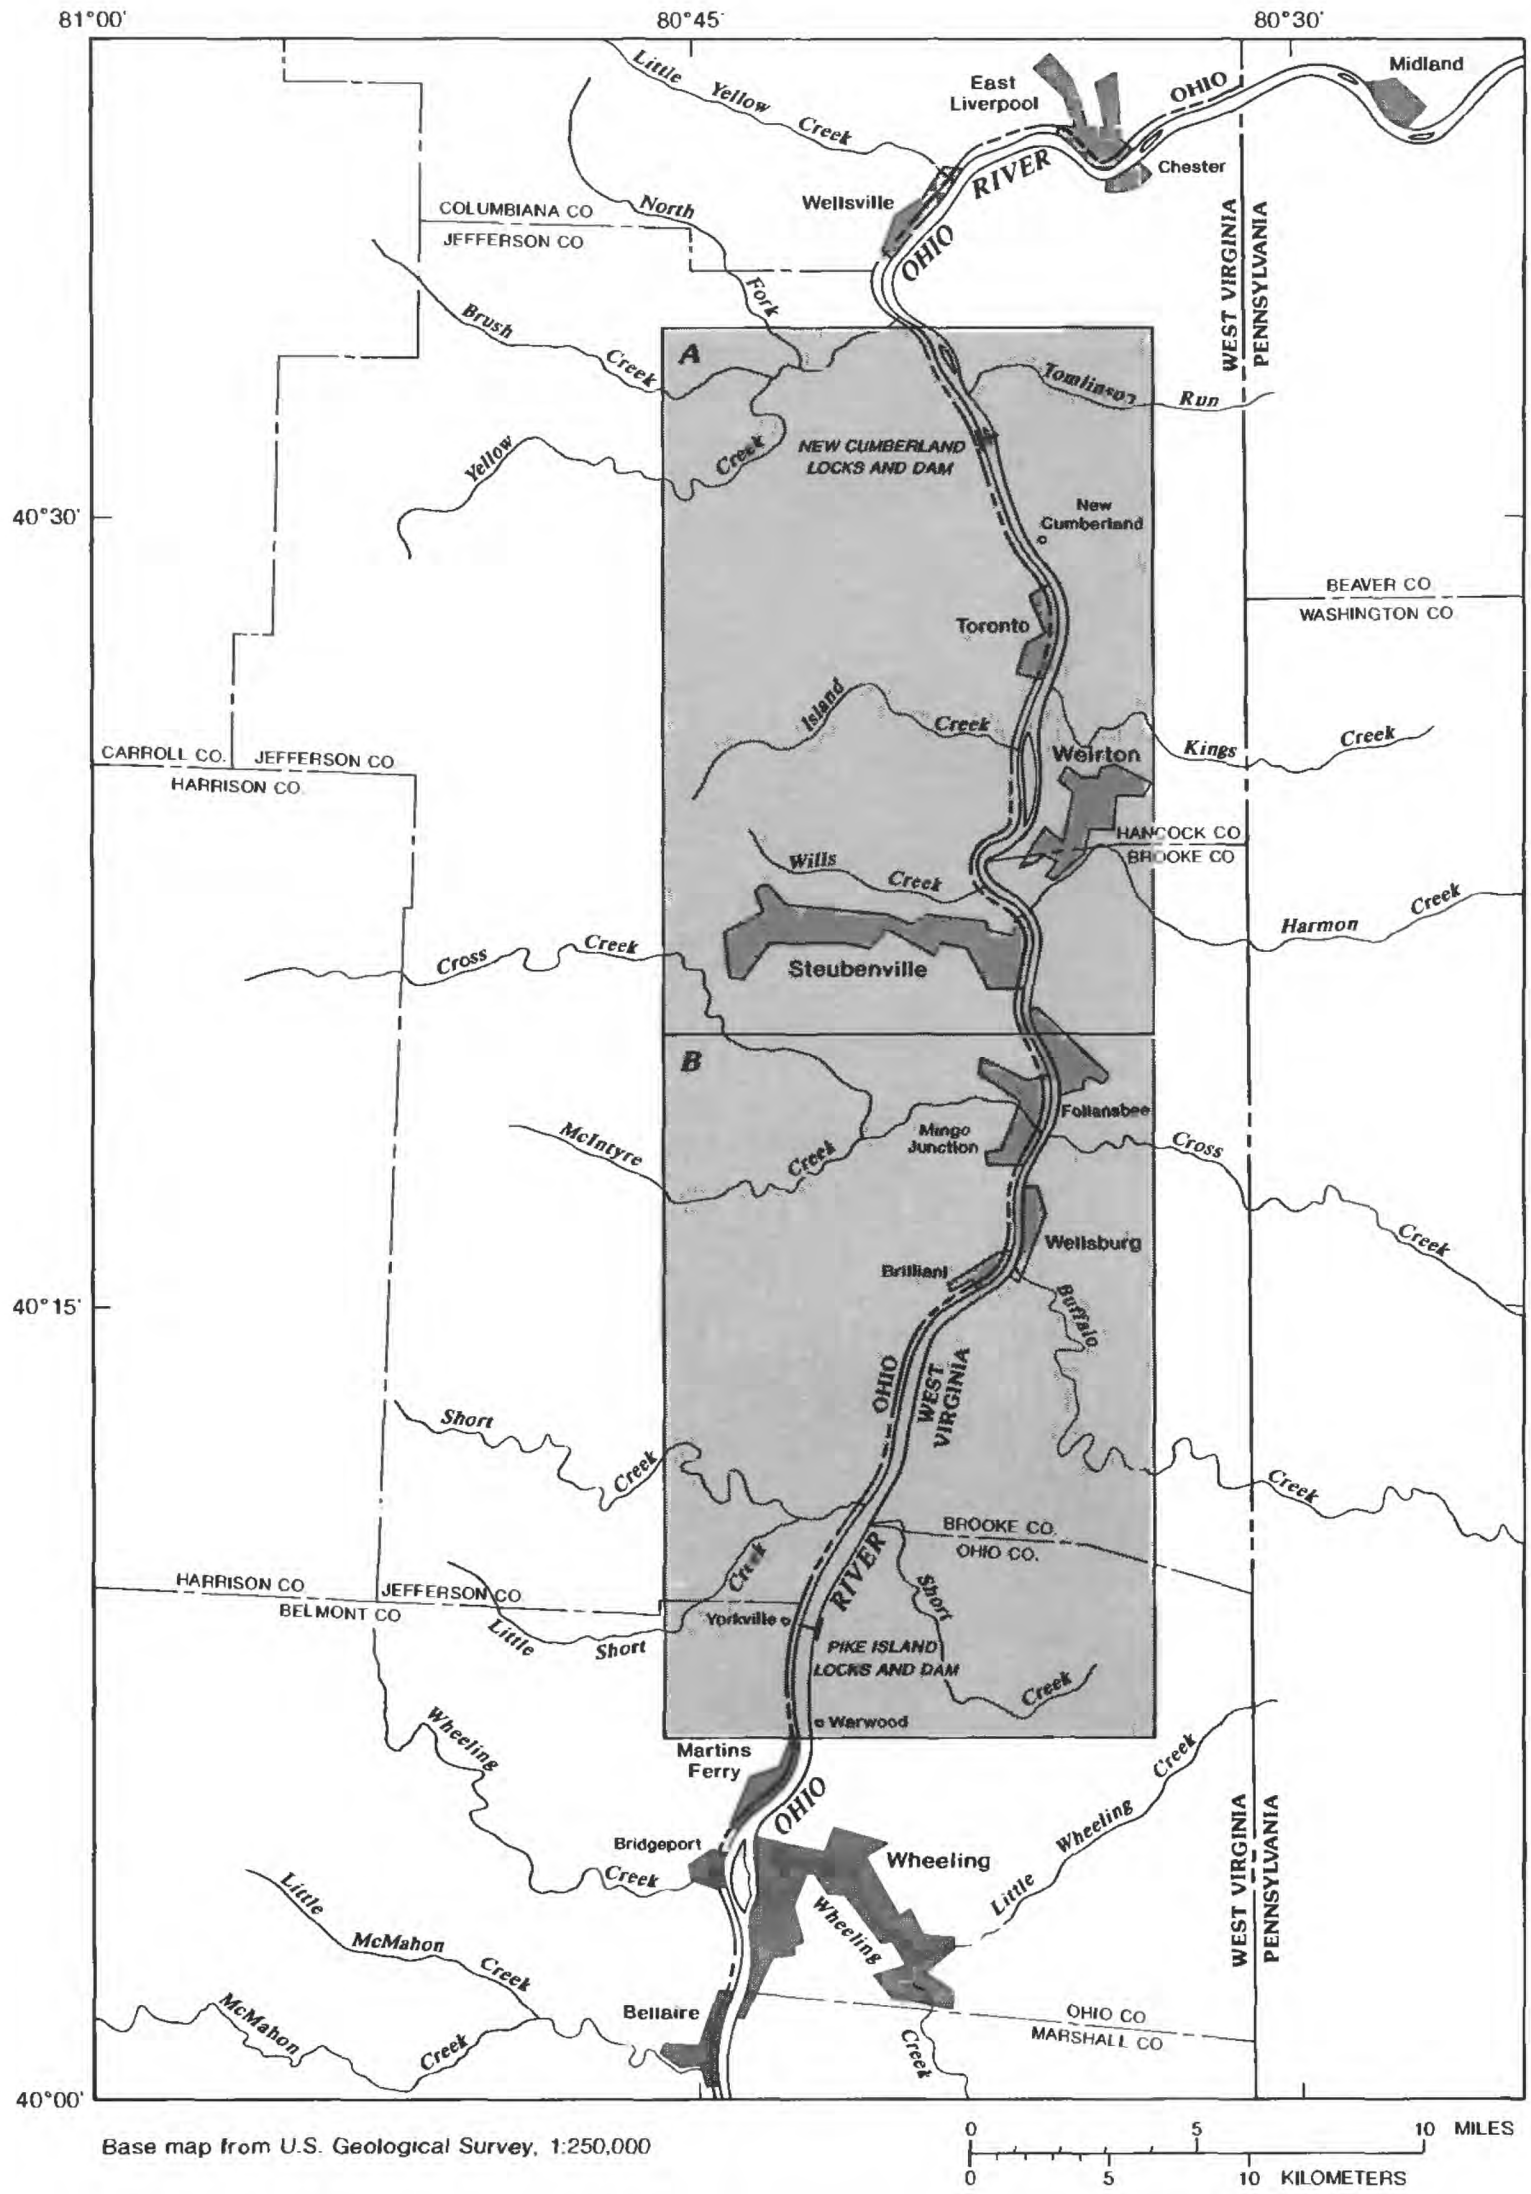 81°00'
80°45'
80°30'
Little
Yellow
Creek
East
Liverpool
OHIO
Midland
RIVER
Chester
Wellsville
North
COLUMBIANA CO
JEFFERSON CO
OHIO
WEST VIRGINIA
PENNSYLVANIA
Fork
Brush
Creek
A
Tomlinson
Run
NEW CUMBERLAND
LOCKS AND DAM
Yellow
Creek
40°30'
New
Cumberland
BEAVER CO
WASHINGTON CO
Toronto
Island
Creek
Kings
Creek
Weirton
CARROLL CO.
JEFFERSON CO
HARRISON CO.
HANCOCK CO
BROOKE CO
Wills
Creek
Harmon
Creek
Cross
Creek
Steubenville
B
Follansbee
Mingo
Junction
McIntyre
Creek
Cross
Creek
Wellsburg
Brilliant
Buffalo
40°15'
OHIO
WEST
VIRGINIA
Short
Creek
Creek
BROOKE CO.
OHIO CO.
RIVER
Creek
Short
HARRISON CO
JEFFERSON CO
BELMONT CO
Yorkville
Little
Short
PIKE ISLAND
LOCKS AND DAM
Creek
Warwood
Wheeling
Martins
Ferry
Creek
OHIO
WEST VIRGINIA
PENNSYLVANIA
Wheeling
Bridgeport
Wheeling
Creek
Little
Little
Wheeling
McMahon
Creek
McMahon
Creek
Bellaire
OHIO CO
MARSHALL CO
Creek
40°00'
0 5 10 MILES
Base map from U.S. Geological Survey, 1:250,000
0 5 10 KILOMETERS